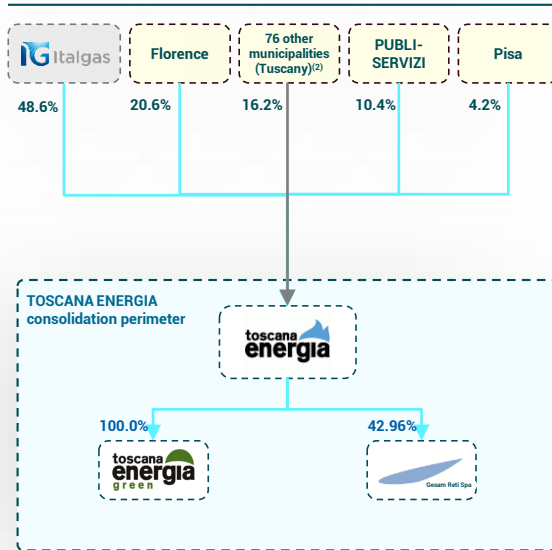 IG Italgas
Florence
76 other
municipalities
(Tuscany)(2)
PUBLI-
SERVIZI
Pisa
48.6%
20.6%
16.2%
10.4%
4.2%
TOSCANA ENERGIA
consolidation perimeter
toscana
energia
100.0%
42.96%
toscana
energia
green
Gesam Reti Spa